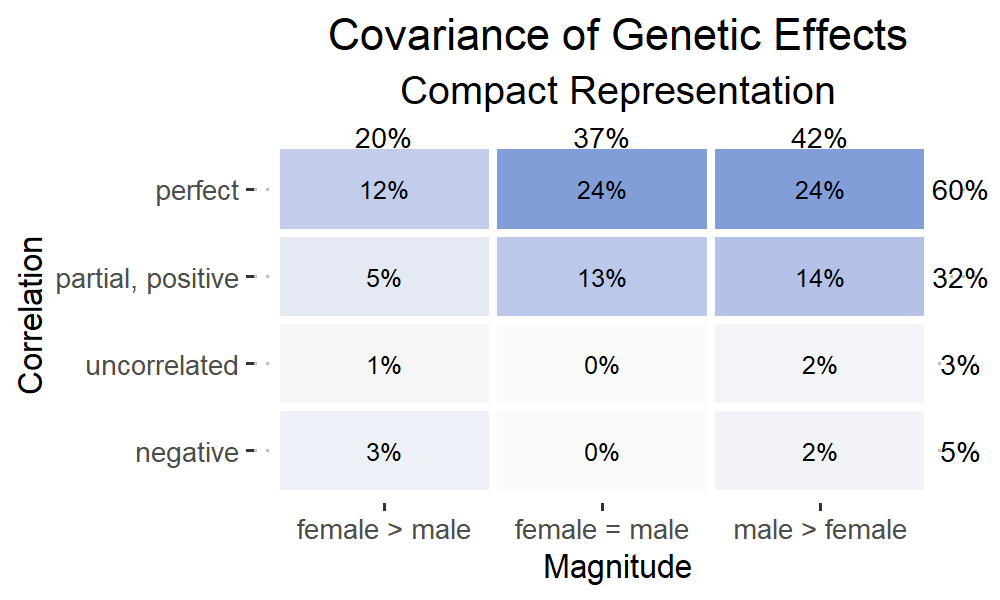 Covariance of Genetic Effects
Compact Representation
20% 37% 42%
perfect 12% 24% 24% 60%
partial, positive 5% 13% 14% 32%
uncorrelated 1% 0% 2% 3%
negative 3% 0% 2% 5%
female > male female = male male > female
Magnitude
Correlation